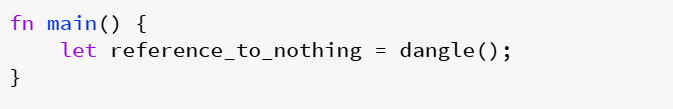 fn main() {
    let reference_to_nothing = dangle();
}